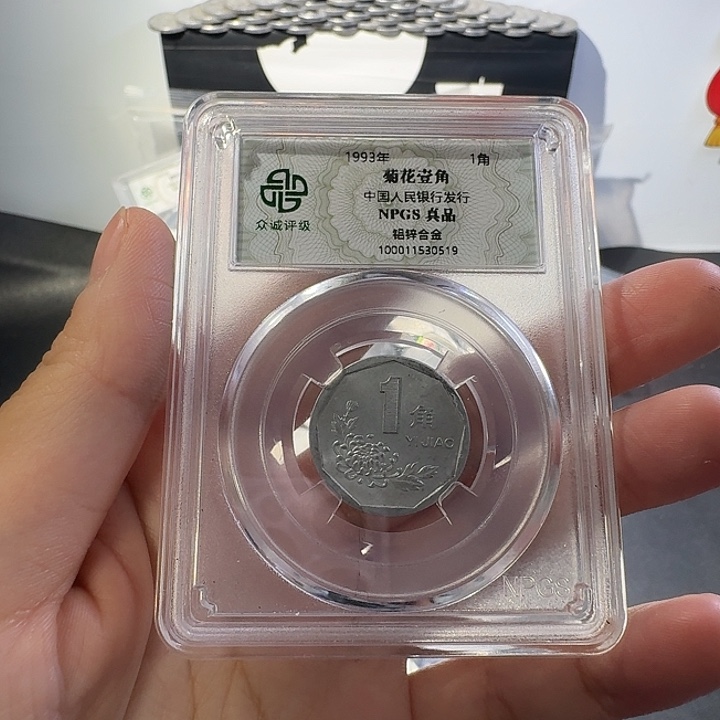 1993年 1角
菊花壹角
中国人民银行发行
NPGS 真品
铝锌合金
100011530519
众诚评级
1角
YI JIAO
NPGS